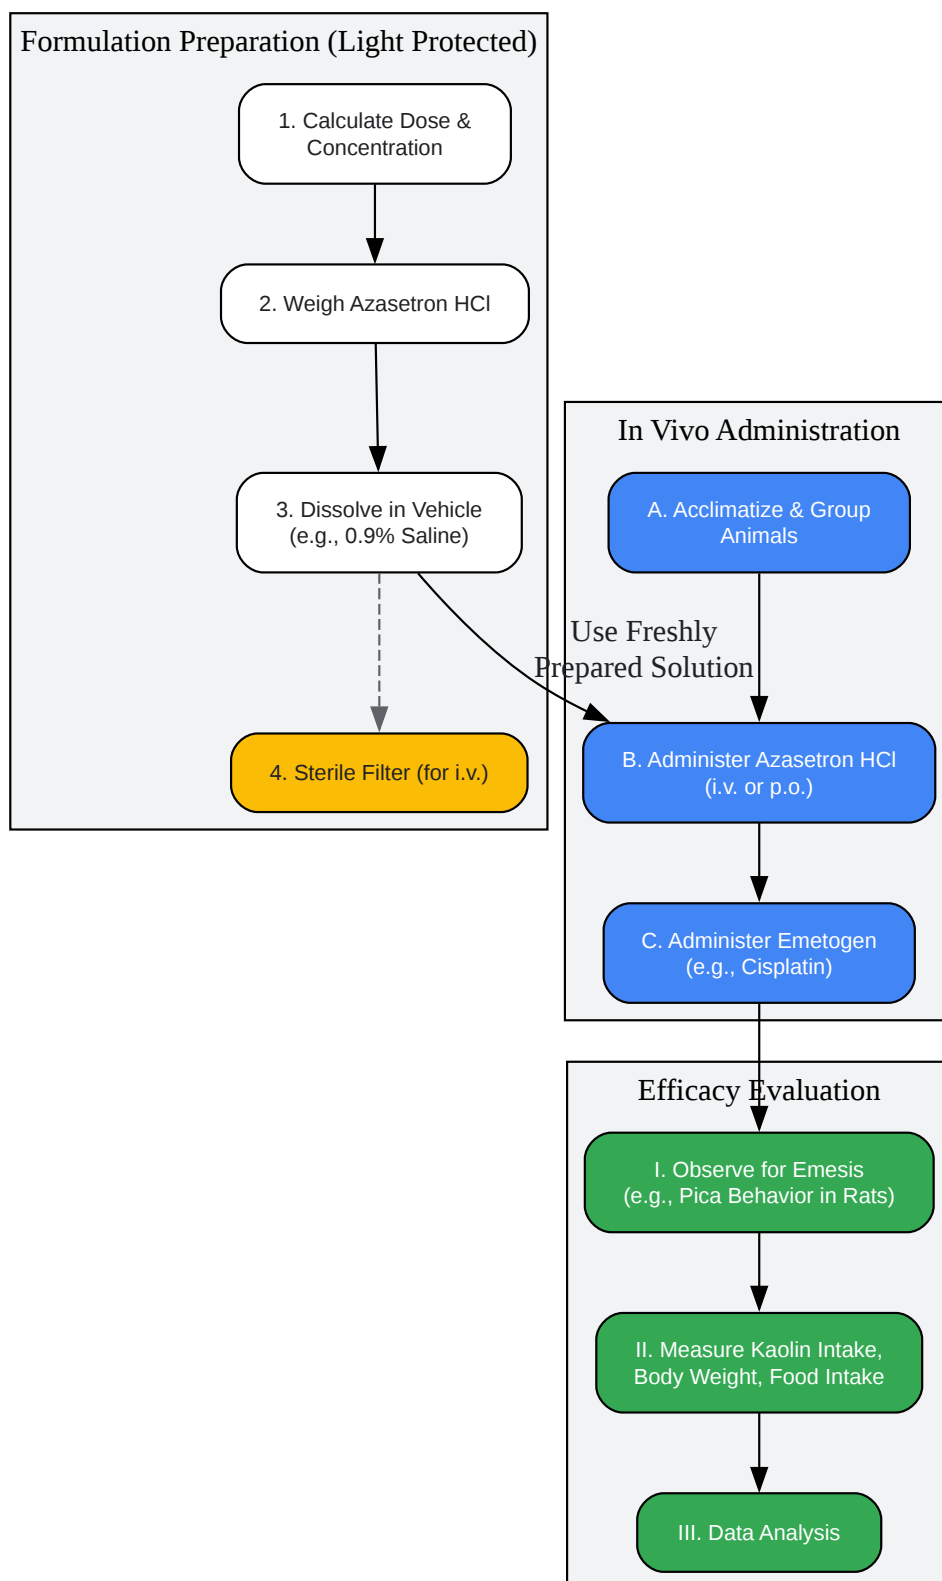 Formulation Preparation (Light Protected)
1. Calculate Dose &
Concentration
2. Weigh Azasetron HCl
3. Dissolve in Vehicle
(e.g., 0.9% Saline)
4. Sterile Filter (for i.v.)
Use Freshly
Prepared Solution
In Vivo Administration
A. Acclimatize & Group
Animals
B. Administer Azasetron HCl
(i.v. or p.o.)
C. Administer Emetogen
(e.g., Cisplatin)
Efficacy Evaluation
I. Observe for Emesis
(e.g., Pica Behavior in Rats)
II. Measure Kaolin Intake,
Body Weight, Food Intake
III. Data Analysis